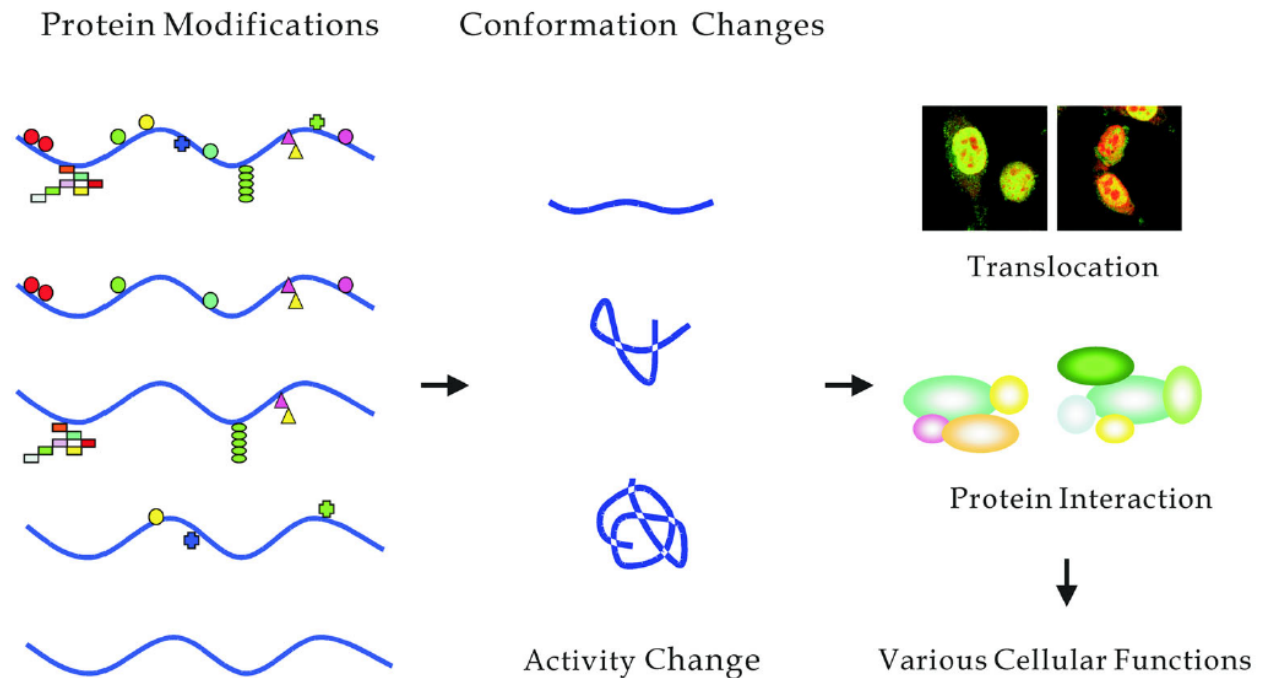 Protein Modifications
Conformation Changes
Translocation
Protein Interaction
Activity Change
Various Cellular Functions